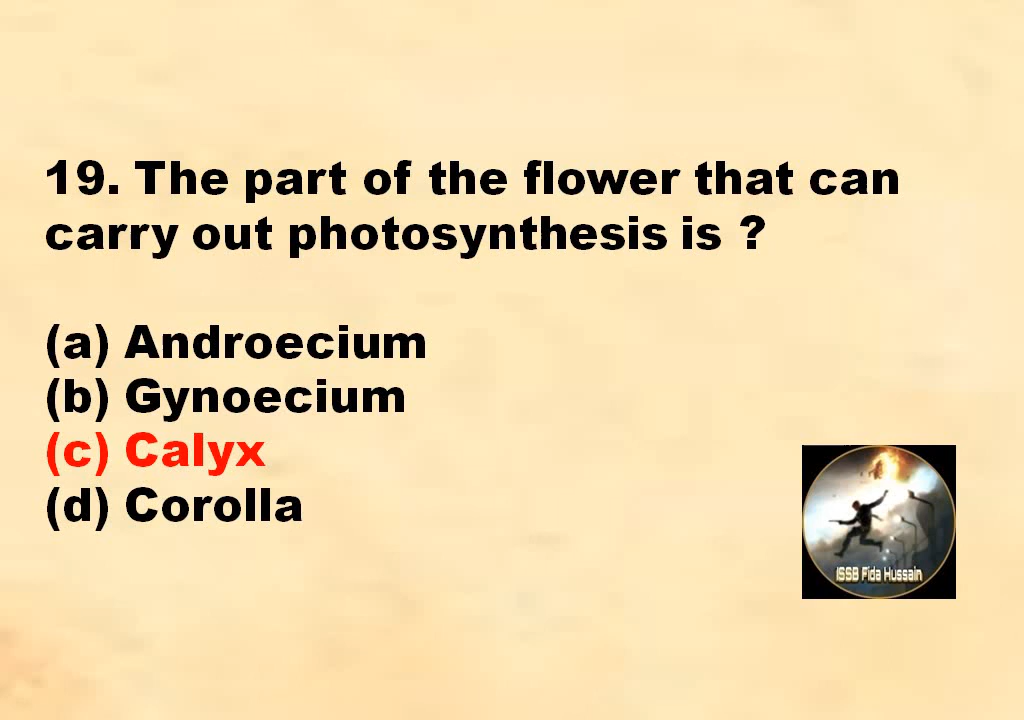 19. The part of the flower that can
carry out photosynthesis is ?
(a) Androecium
(b) Gynoecium
(c) Calyx
(d) Corolla
ISSB Fida Hussain